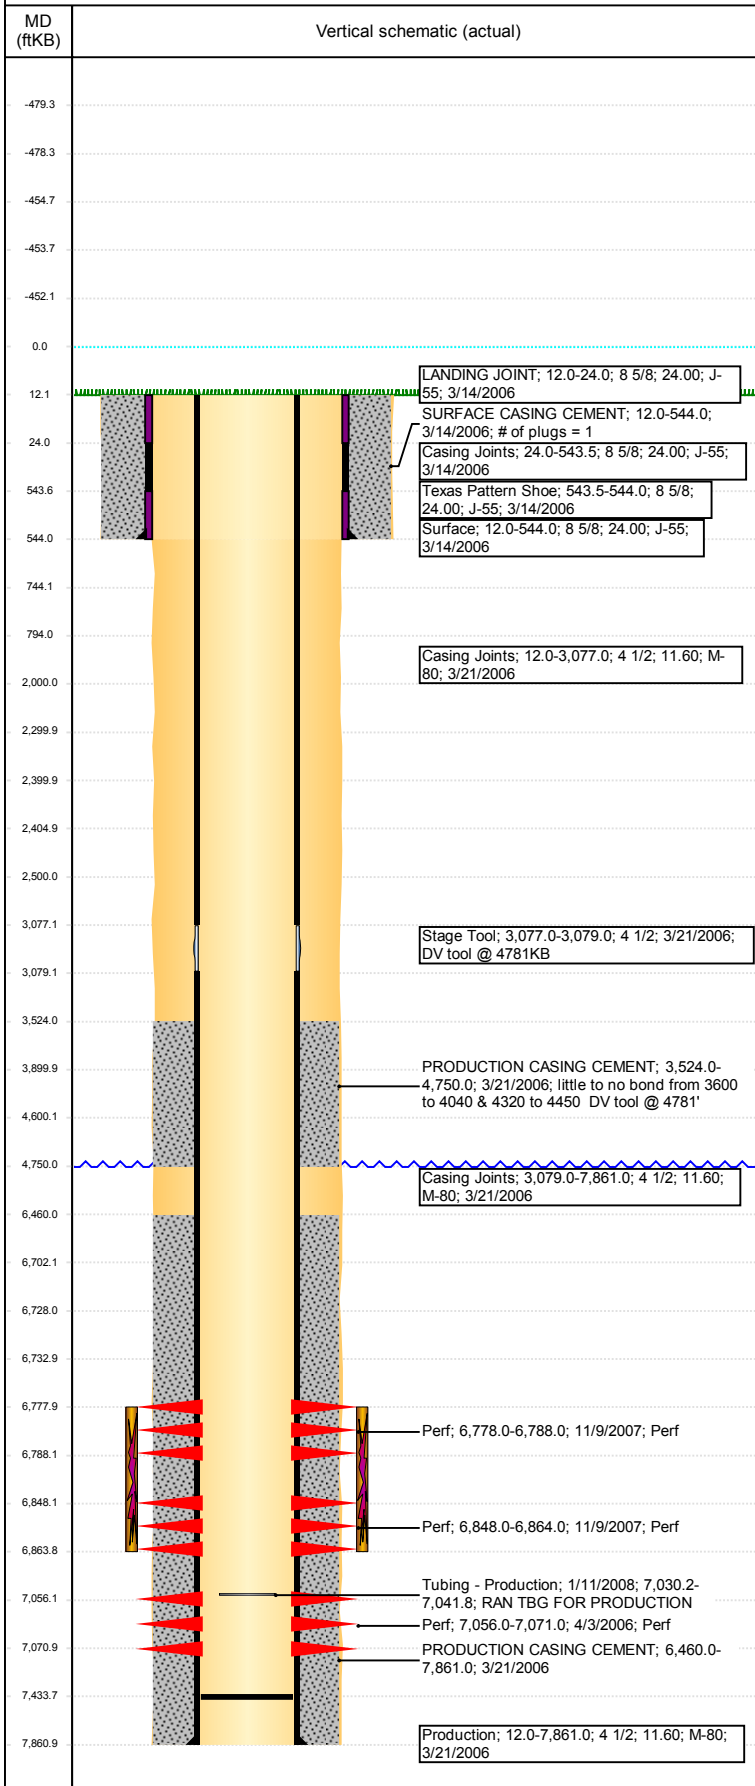 MD
(ftKB)
Vertical schematic (actual)
-479.3
-478.3
-454.7
-453.7
-452.1
0.0
12.1
24.0
543.6
544.0
744.1
794.0
2,000.0
2,299.9
2,399.9
2,404.9
2,500.0
3,077.1
3,079.1
3,524.0
3,899.9
4,600.1
4,750.0
6,460.0
6,702.1
6,728.0
6,732.9
6,777.9
6,788.1
6,848.1
6,863.8
7,056.1
7,070.9
7,433.7
7,860.9
LANDING JOINT; 12.0-24.0; 8 5/8; 24.00; J-
55; 3/14/2006
SURFACE CASING CEMENT; 12.0-544.0;
3/14/2006; # of plugs = 1
Casing Joints; 24.0-543.5; 8 5/8; 24.00; J-55;
3/14/2006
Texas Pattern Shoe; 543.5-544.0; 8 5/8;
24.00; J-55; 3/14/2006
Surface; 12.0-544.0; 8 5/8; 24.00; J-55;
3/14/2006
Casing Joints; 12.0-3,077.0; 4 1/2; 11.60; M-
80; 3/21/2006
Stage Tool; 3,077.0-3,079.0; 4 1/2; 3/21/2006;
DV tool @ 4781KB
PRODUCTION CASING CEMENT; 3,524.0-
4,750.0; 3/21/2006; little to no bond from 3600
to 4040 & 4320 to 4450  DV tool @ 4781'
Casing Joints; 3,079.0-7,861.0; 4 1/2; 11.60;
M-80; 3/21/2006
Perf; 6,778.0-6,788.0; 11/9/2007; Perf
Perf; 6,848.0-6,864.0; 11/9/2007; Perf
Tubing - Production; 1/11/2008; 7,030.2-
7,041.8; RAN TBG FOR PRODUCTION
Perf; 7,056.0-7,071.0; 4/3/2006; Perf
PRODUCTION CASING CEMENT; 6,460.0-
7,861.0; 3/21/2006
Production; 12.0-7,861.0; 4 1/2; 11.60; M-80;
3/21/2006